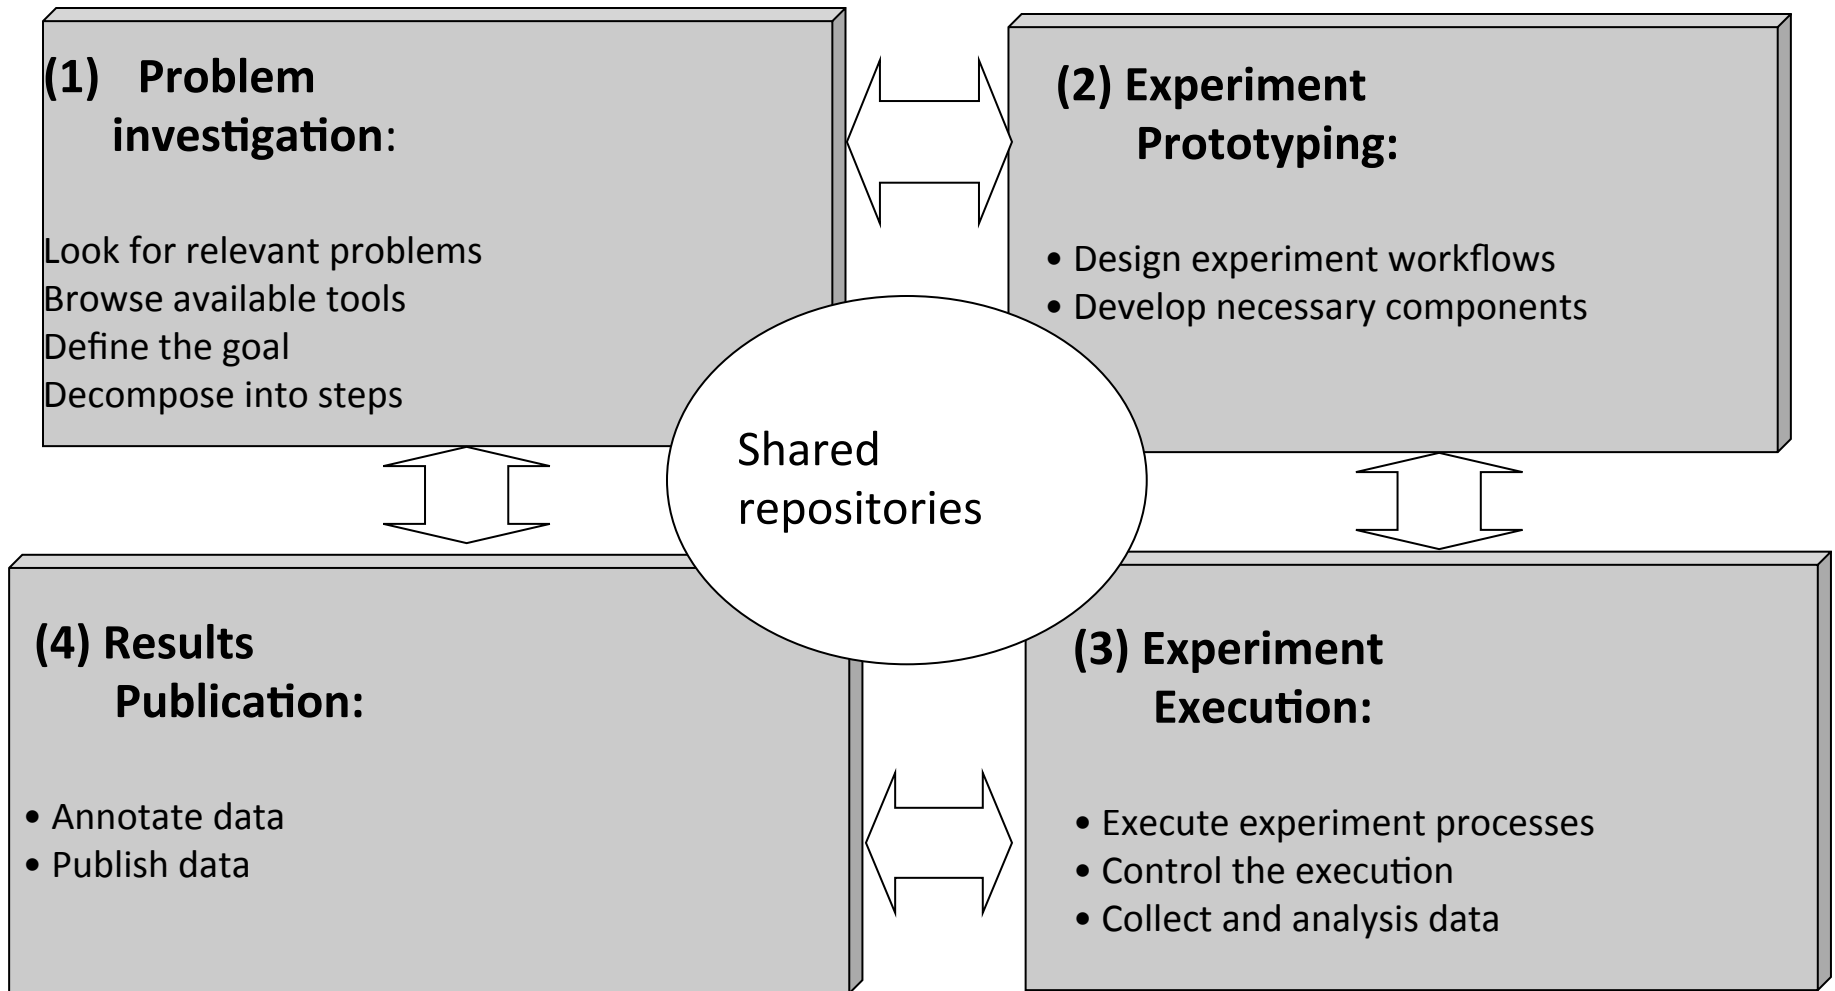 (1) Problem
investigation:
Look for relevant problems
Browse available tools
Define the goal
Decompose into steps
(2) Experiment
Prototyping:
• Design experiment workflows
• Develop necessary components
Shared
repositories
(4) Results
Publication:
• Annotate data
• Publish data
(3) Experiment
Execution:
• Execute experiment processes
• Control the execution
• Collect and analysis data